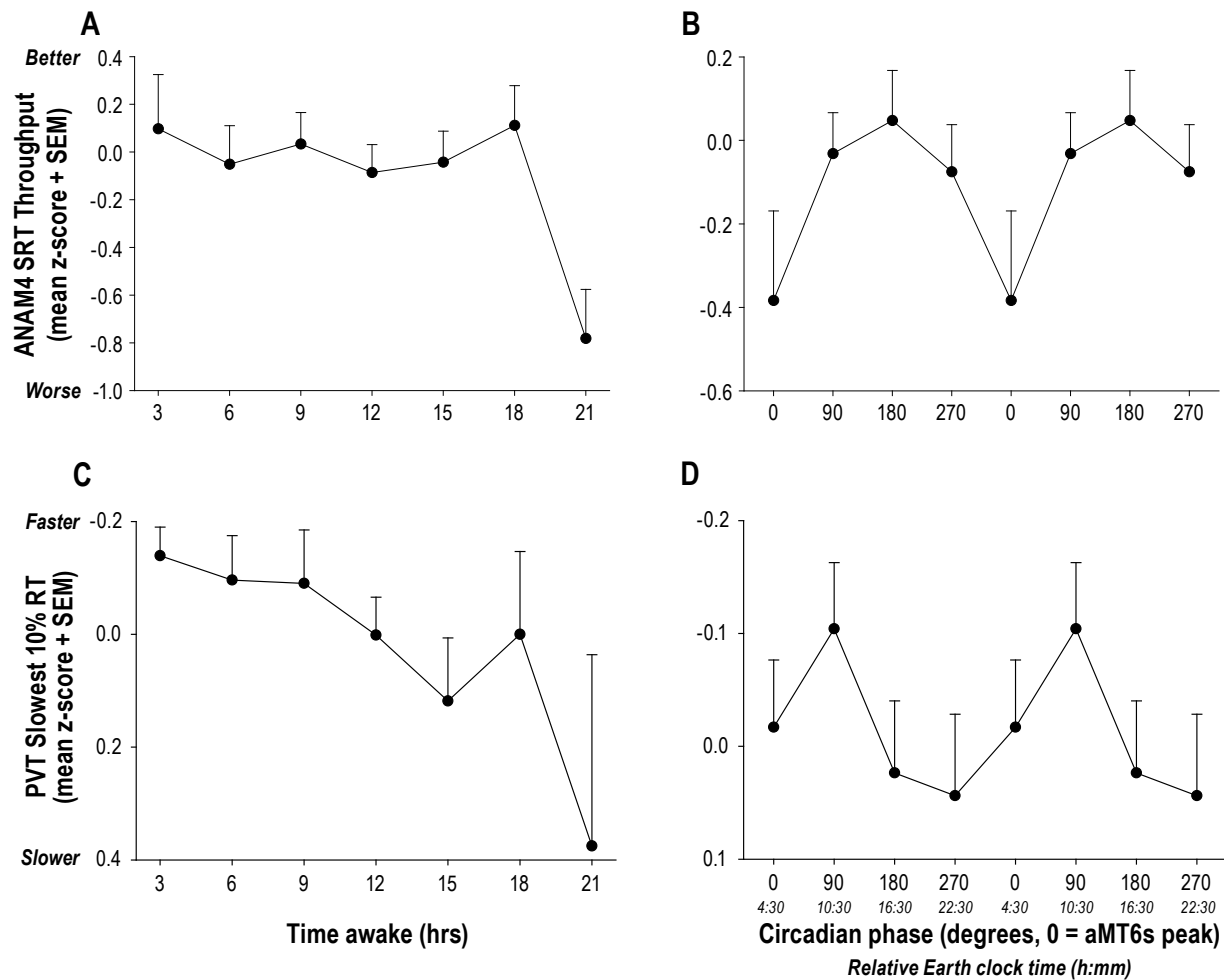 A
Better
0.4
0.2
0.0
-0.2
-0.4
-0.6
-0.8
Worse
-1.0
ANAM4 SRT Throughput
(mean z-score + SEM)
3 6 9 12 15 18 21
B
0.2
0.0
-0.2
-0.4
-0.6
0 90 180 270 0 90 180 270
C
Faster
-0.2
0.0
0.2
Slower
0.4
PVT Slowest 10% RT
(mean z-score + SEM)
3 6 9 12 15 18 21
Time awake (hrs)
D
-0.2
-0.1
0.0
0.1
0 90 180 270 0 90 180 270
4:30 10:30 16:30 22:30 4:30 10:30 16:30 22:30
Circadian phase (degrees, 0 = aMT6s peak)
Relative Earth clock time (h:mm)